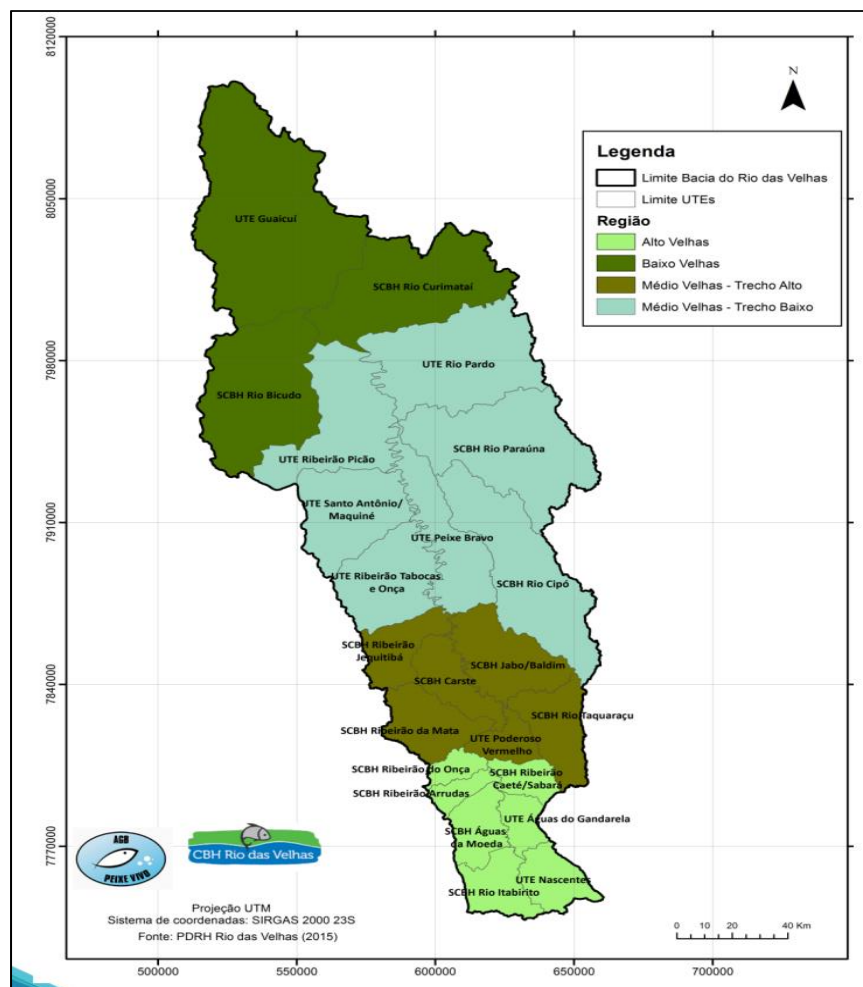 8120000
8050000
7980000
7910000
7840000
7770000
N
Legenda
Limite Bacia do Rio das Velhas
Limite UTEs
Região
Alto Velhas
Baixo Velhas
Médio Velhas - Trecho Alto
Médio Velhas - Trecho Baixo
UTE Guaicuí
SCBH Rio Curimataí
UTE Rio Pardo
SCBH Rio Bicudo
SCBH Rio Paraúna
UTE Ribeirão Picão
UTE Santo Antônio/
Maquiné
UTE Peixe Bravo
UTE Ribeirão Tabocas
e Onça
SCBH Rio Cipó
SCBH Ribeirão
Jequitibá
SCBH Jabo/Baldim
SCBH Carste
SCBH Rio Taquaraçu
SCBH Ribeirão da Mata
UTE Poderoso
Vermelho
SCBH Ribeirão do Onça
SCBH Ribeirão
Caeté/Sabará
SCBH Ribeirão Arrudas
UTE Águas do Gandarela
SCBH Águas
da Moeda
UTE Nascentes
SCBH Rio Itabirito
AGB
PEIXE VIVO
CBH Rio das Velhas
Projeção UTM
Sistema de coordenadas: SIRGAS 2000 23S
Fonte: PDRH Rio das Velhas (2015)
0 10 20 40 Km
500000 550000 600000 650000 700000